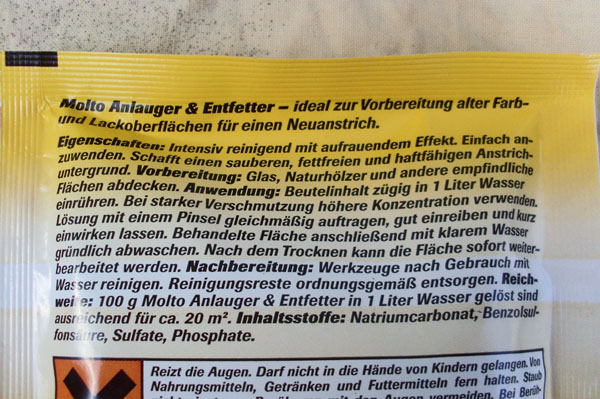 Molto Anlauger & Entfetter – ideal zur Vorbereitung alter Farb-
und Lackoberflächen für einen Neuanstrich.
Eigenschaften: Intensiv reinigend mit aufrauendem Effekt. Einfach an-
zuwenden. Schafft einen sauberen, fettfreien und haftfähigen Anstrich-
untergrund. Vorbereitung: Glas, Naturhölzer und andere empfindliche
Flächen abdecken. Anwendung: Beutelinhalt zügig in 1 Liter Wasser
einrühren. Bei starker Verschmutzung höhere Konzentration verwenden.
Lösung mit einem Pinsel gleichmäßig auftragen, gut einreiben und kurz
einwirken lassen. Behandelte Fläche anschließend mit klarem Wasser
gründlich abwaschen. Nach dem Trocknen kann die Fläche sofort weiter-
bearbeitet werden. Nachbereitung: Werkzeuge nach Gebrauch mit
Wasser reinigen. Reinigungsreste ordnungsgemäß entsorgen. Reich-
weite: 100 g Molto Anlauger & Entfetter in 1 Liter Wasser gelöst sind
ausreichend für ca. 20 m². Inhaltsstoffe: Natriumcarbonat, Benzolsul-
fonsäure, Sulfate, Phosphate.
Reizt die Augen. Darf nicht in die Hände von Kindern gelangen. Von
Nahrungsmitteln, Getränken und Futtermitteln fern halten. Staub
Berührung mit den Augen vermeiden. Bei Berüh-